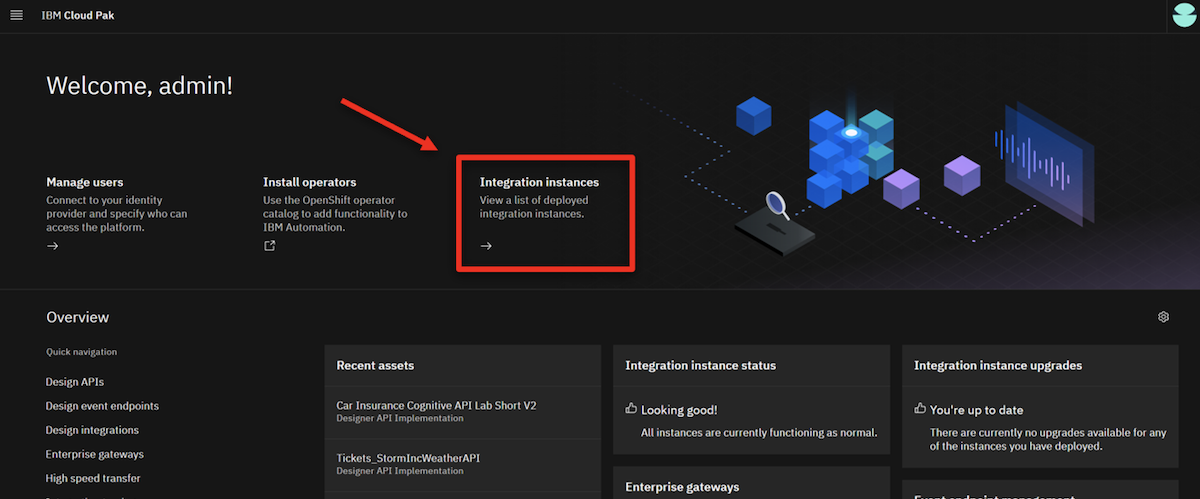 IBM Cloud Pak
Welcome, admin!
Manage users
Connect to your identity
provider and specify who can
access the platform.
Install operators
Use the OpenShift operator
catalog to add functionality to
IBM Automation.
Integration instances
View a list of deployed
integration instances.
Overview
Quick navigation
Design APIs
Design event endpoints
Design integrations
Enterprise gateways
High speed transfer
Recent assets
Car Insurance Cognitive API Lab Short V2
Designer API Implementation
Tickets_StormIncWeatherAPI
Designer API Implementation
Integration instance status
Looking good!
All instances are currently functioning as normal.
Enterprise gateways
Integration instance upgrades
You're up to date
There are currently no upgrades available for any
of the instances you have deployed.
Event endpoint management